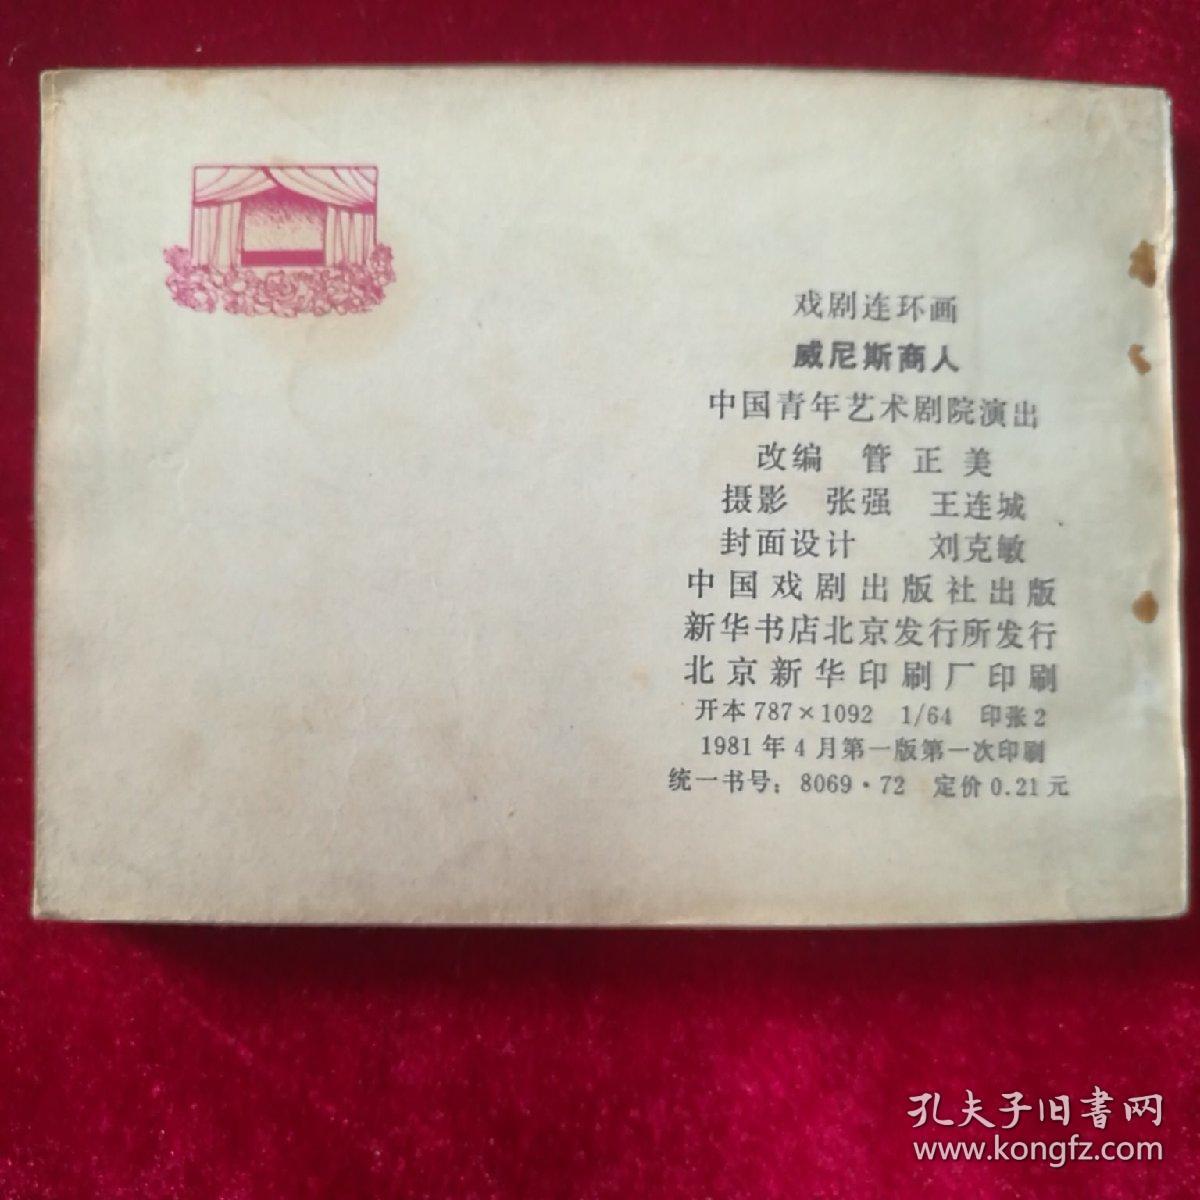 戏剧连环画
威尼斯商人
中国青年艺术剧院演出
改编 管正美
摄影 张强 王连城
封面设计 刘克敏
中国戏剧出版社出版
新华书店北京发行所发行
北京新华印刷厂印刷
开本 787×1092 1/64 印张 2
1981 年 4 月第一版第一次印刷
统一书号：8069·72 定价 0.21 元
孔夫子旧書网
www.kongfz.com